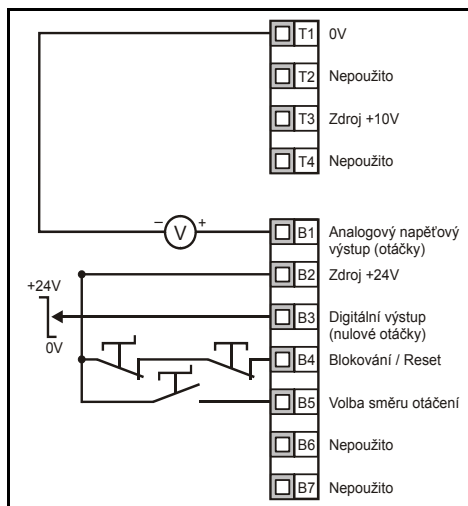 T1 0V
T2 Nepoužito
T3 Zdroj +10V
T4 Nepoužito
– V +
B1 Analogový napěťový
výstup (otáčky)
B2 Zdroj +24V
+24V
B3 Digitální výstup
(nulové otáčky)
0V
B4 Blokování / Reset
B5 Volba směru otáčení
B6 Nepoužito
B7 Nepoužito